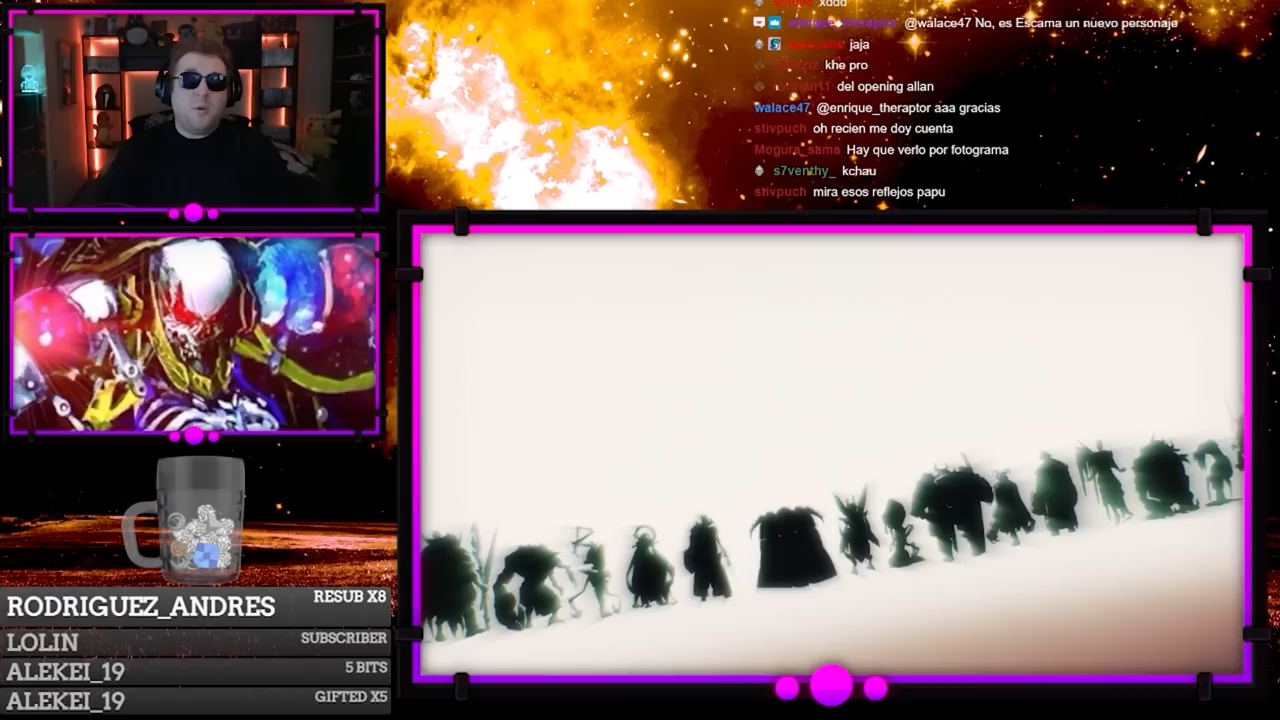 xddd
@walace47 No, es Escama un nuevo personaje
jaja
khe pro
del opening allan
walace47 @enrique_theraptor aaa gracias
stivpuch oh recien me doy cuenta
Mogura_sama Hay que verlo por fotograma
s7venthy_ kchau
stivpuch mira esos reflejos papu
RODRIGUEZ_ANDRES RESUB X8
LOLIN SUBSCRIBER
ALEKEI_19 5 BITS
ALEKEI_19 GIFTED X5